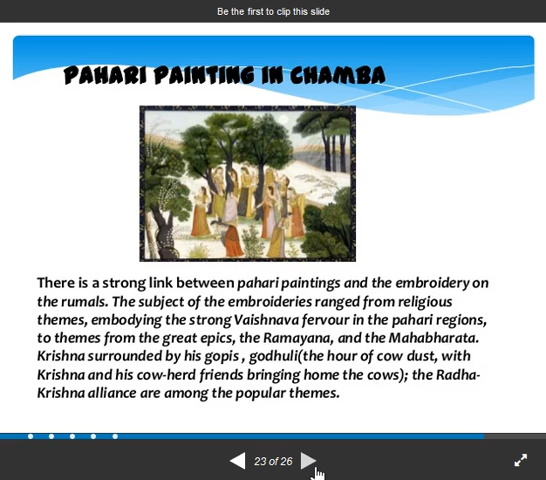 Be the first to clip this slide
PAHARI PAINTING IN CHAMBA
There is a strong link between pahari paintings and the embroidery on
the rumals. The subject of the embroideries ranged from religious
themes, embodying the strong Vaishnava fervour in the pahari regions,
to themes from the great epics, the Ramayana, and the Mahabharata.
Krishna surrounded by his gopis , godhuli(the hour of cow dust, with
Krishna and his cow-herd friends bringing home the cows); the Radha-
Krishna alliance are among the popular themes.
23 of 26